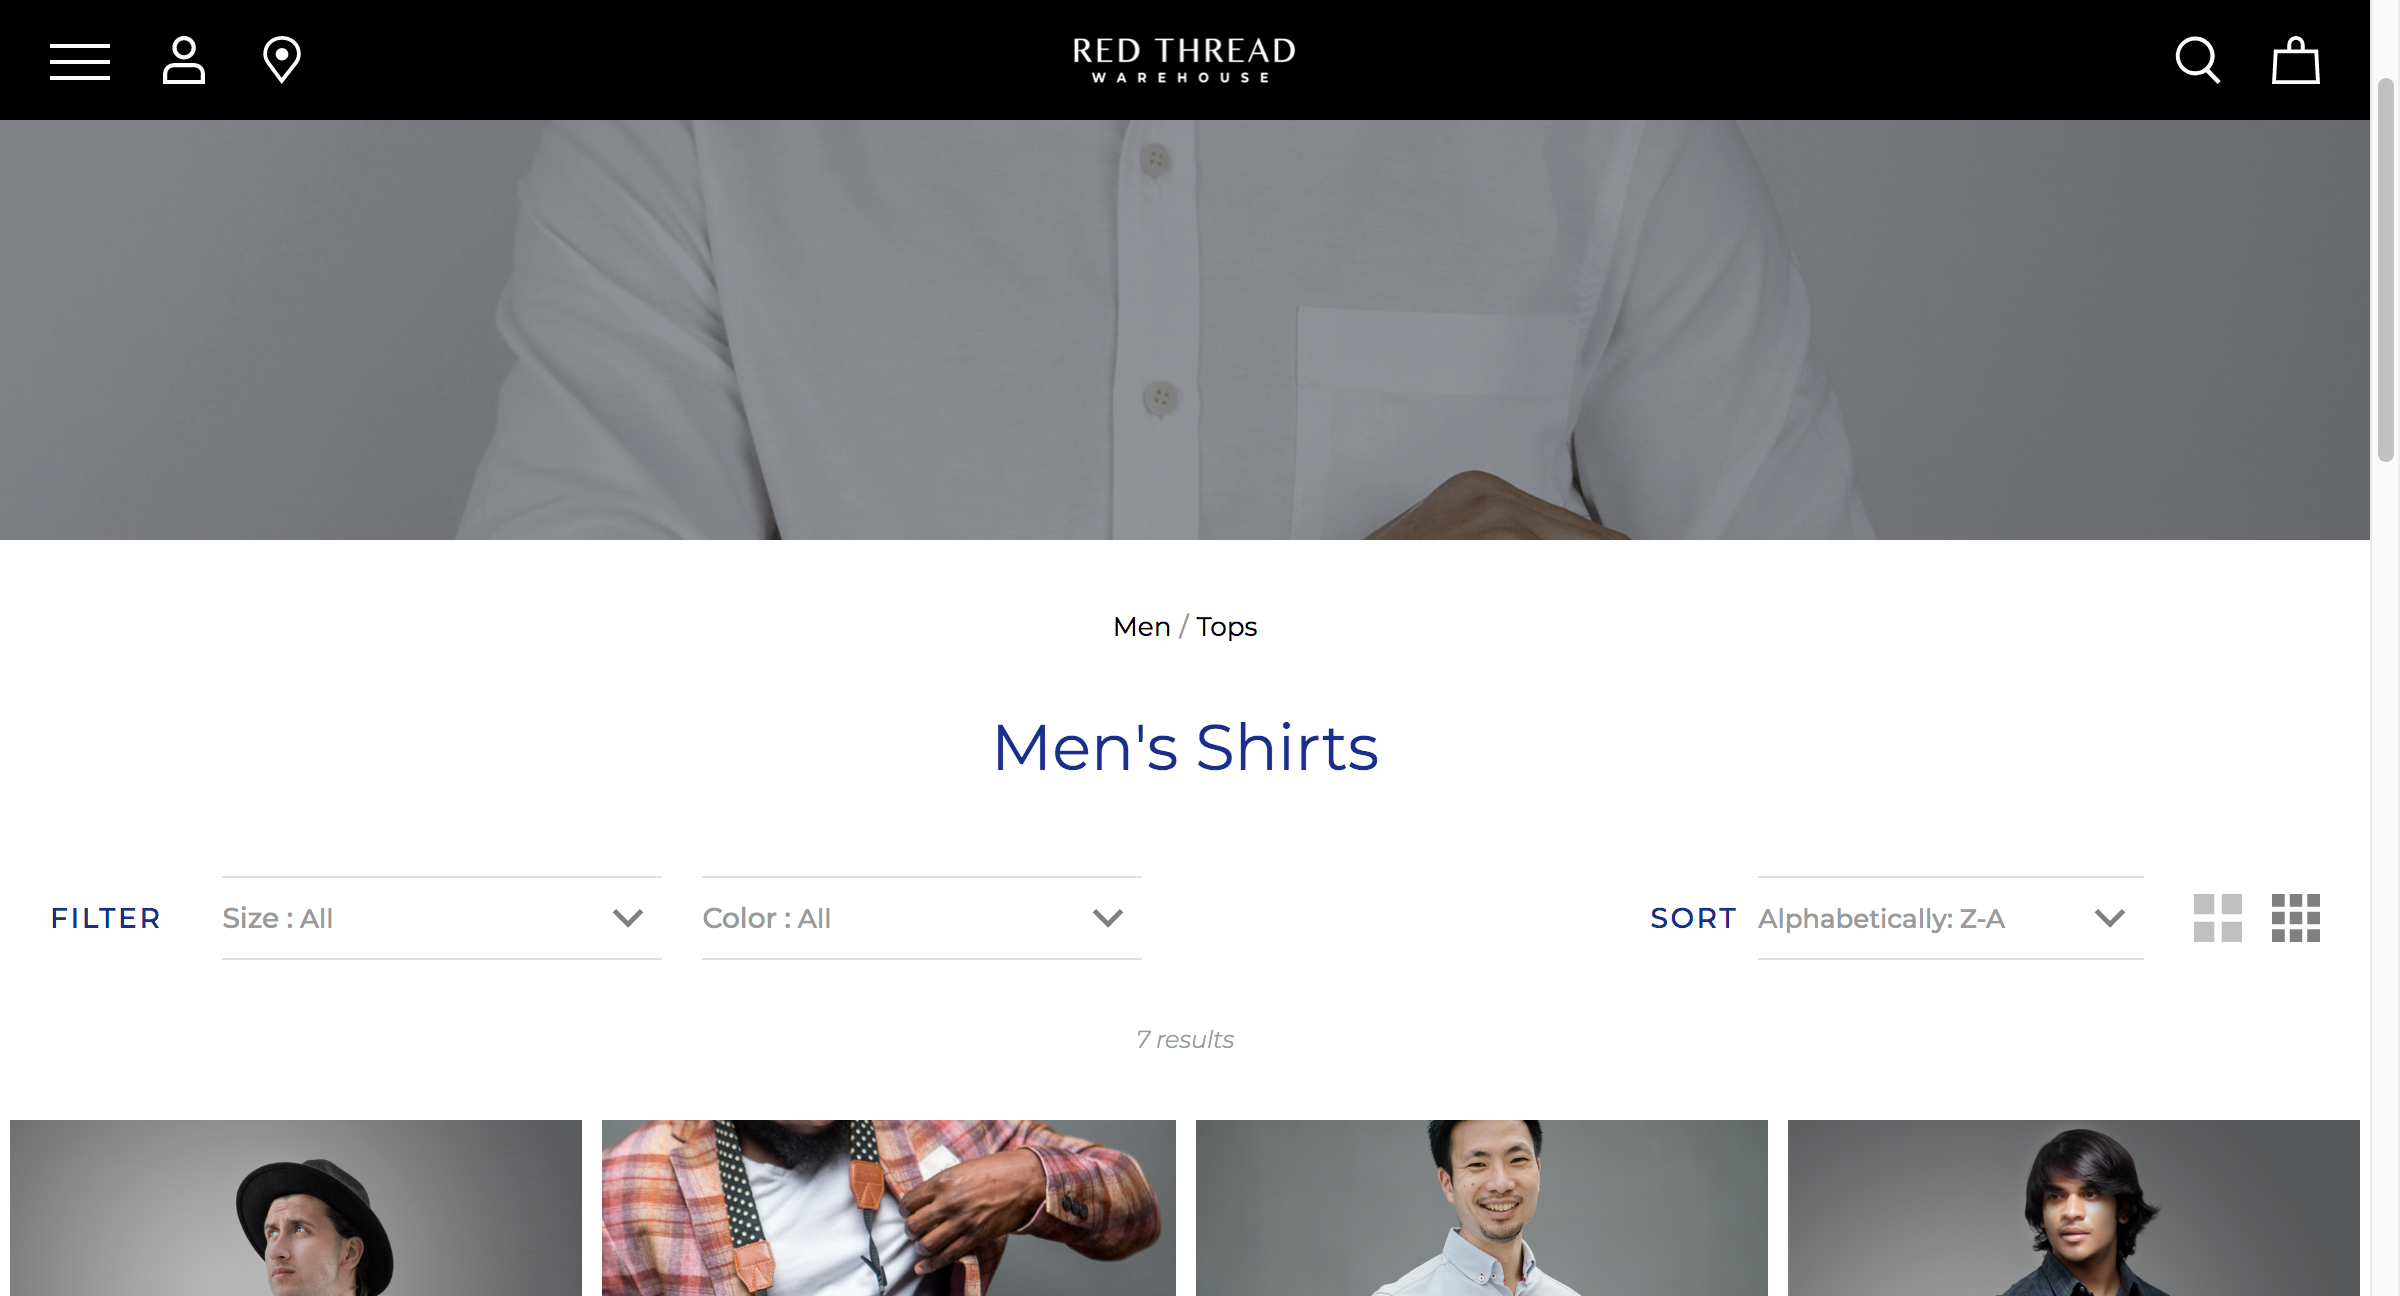 RED THREAD
WAREHOUSE
Men / Tops
Men's Shirts
FILTER Size : All Color : All SORT Alphabetically: Z-A
7 results